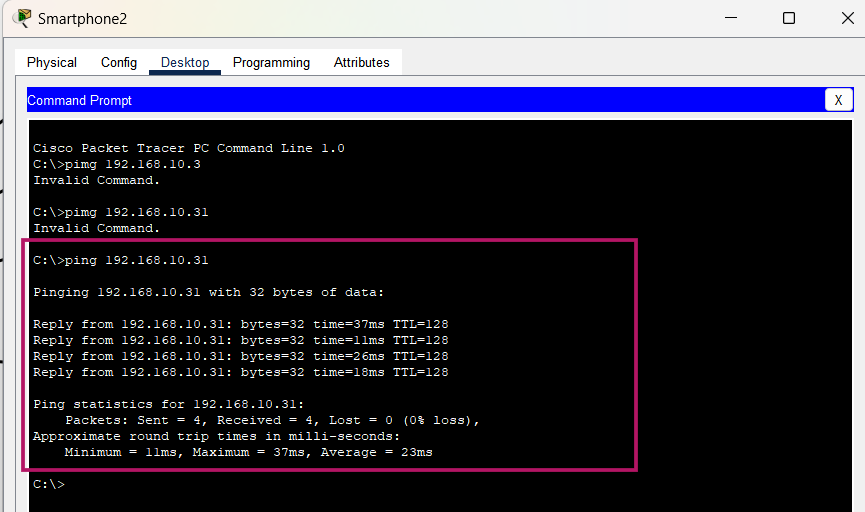 Smartphone2
Physical Config Desktop Programming Attributes
Command Prompt X
Cisco Packet Tracer PC Command Line 1.0
C:\>pimg 192.168.10.3
Invalid Command.
C:\>pimg 192.168.10.31
Invalid Command.
C:\>ping 192.168.10.31
Pinging 192.168.10.31 with 32 bytes of data:
Reply from 192.168.10.31: bytes=32 time=37ms TTL=128
Reply from 192.168.10.31: bytes=32 time=11ms TTL=128
Reply from 192.168.10.31: bytes=32 time=26ms TTL=128
Reply from 192.168.10.31: bytes=32 time=18ms TTL=128
Ping statistics for 192.168.10.31:
Packets: Sent = 4, Received = 4, Lost = 0 (0% loss),
Approximate round trip times in milli-seconds:
Minimum = 11ms, Maximum = 37ms, Average = 23ms
C:\>